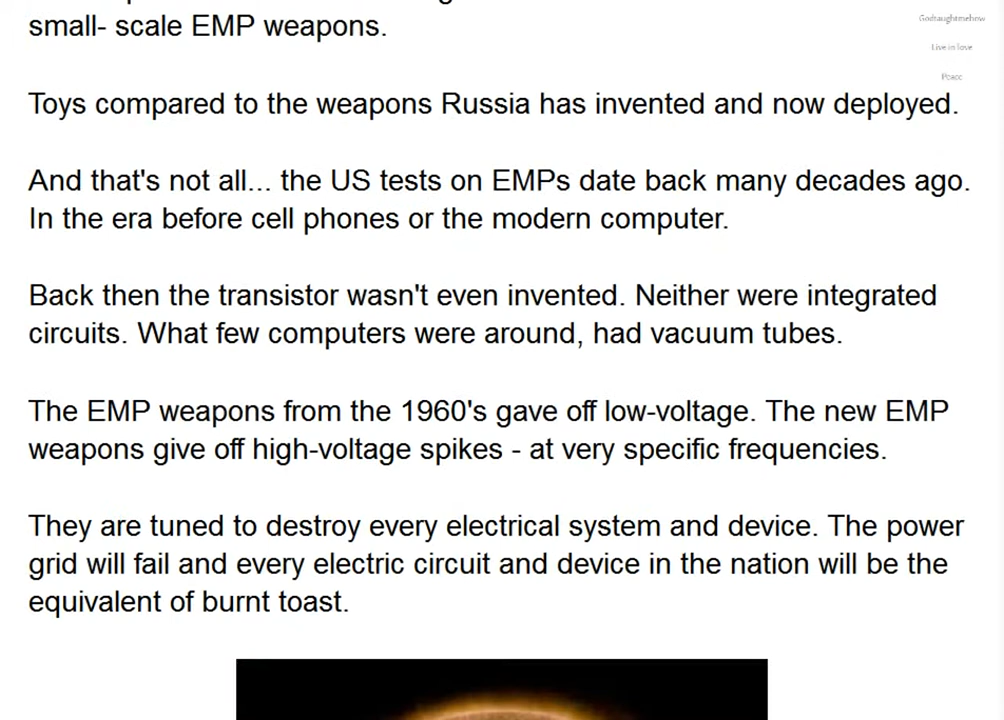 small- scale EMP weapons.
Godtaughtmehow
Live in love
Peace
Toys compared to the weapons Russia has invented and now deployed.
And that's not all... the US tests on EMPs date back many decades ago.
In the era before cell phones or the modern computer.
Back then the transistor wasn't even invented. Neither were integrated
circuits. What few computers were around, had vacuum tubes.
The EMP weapons from the 1960's gave off low-voltage. The new EMP
weapons give off high-voltage spikes - at very specific frequencies.
They are tuned to destroy every electrical system and device. The power
grid will fail and every electric circuit and device in the nation will be the
equivalent of burnt toast.